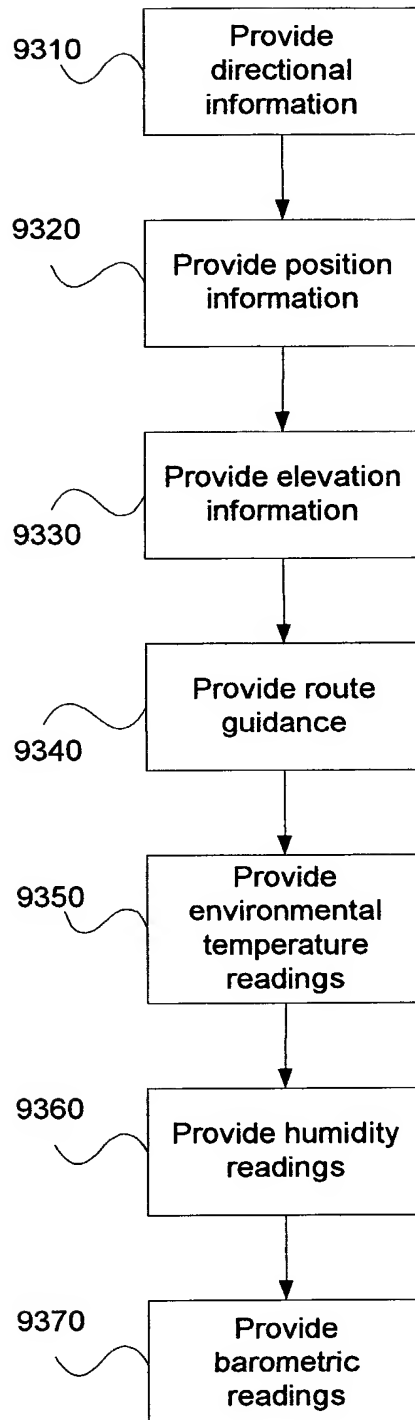 9310
Provide
directional
information
9320
Provide position
information
Provide elevation
information
9330
Provide route
guidance
9340
9350
Provide
environmental
temperature
readings
9360
Provide humidity
readings
9370
Provide
barometric
readings